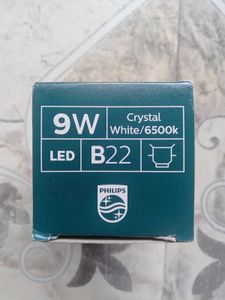 9W
Crystal
White/6500k
LED
B22
PHILIPS